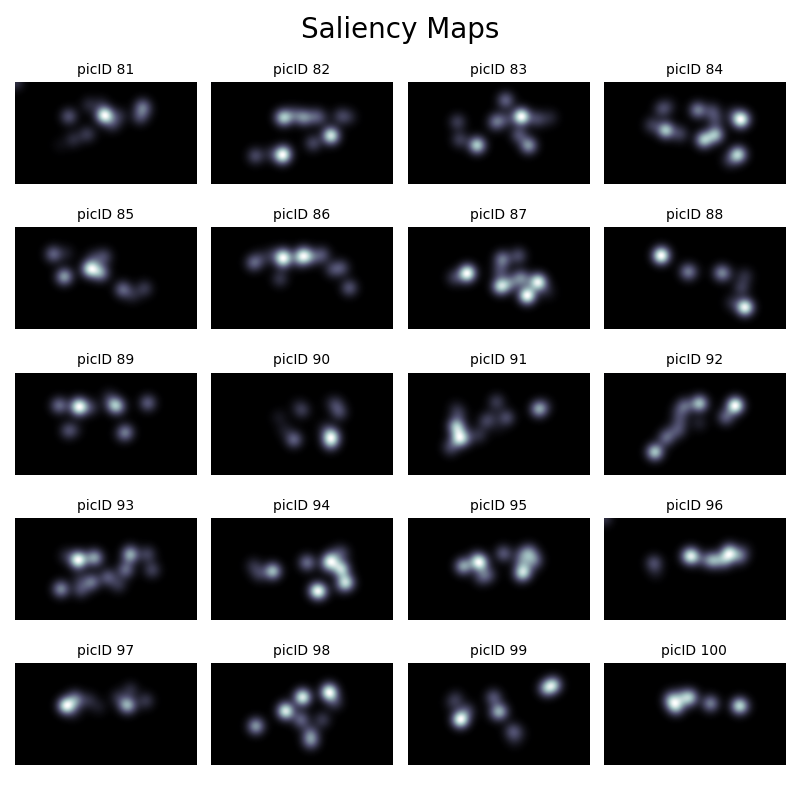 Saliency Maps
picID 81
picID 82
picID 83
picID 84
picID 85
picID 86
picID 87
picID 88
picID 89
picID 90
picID 91
picID 92
picID 93
picID 94
picID 95
picID 96
picID 97
picID 98
picID 99
picID 100